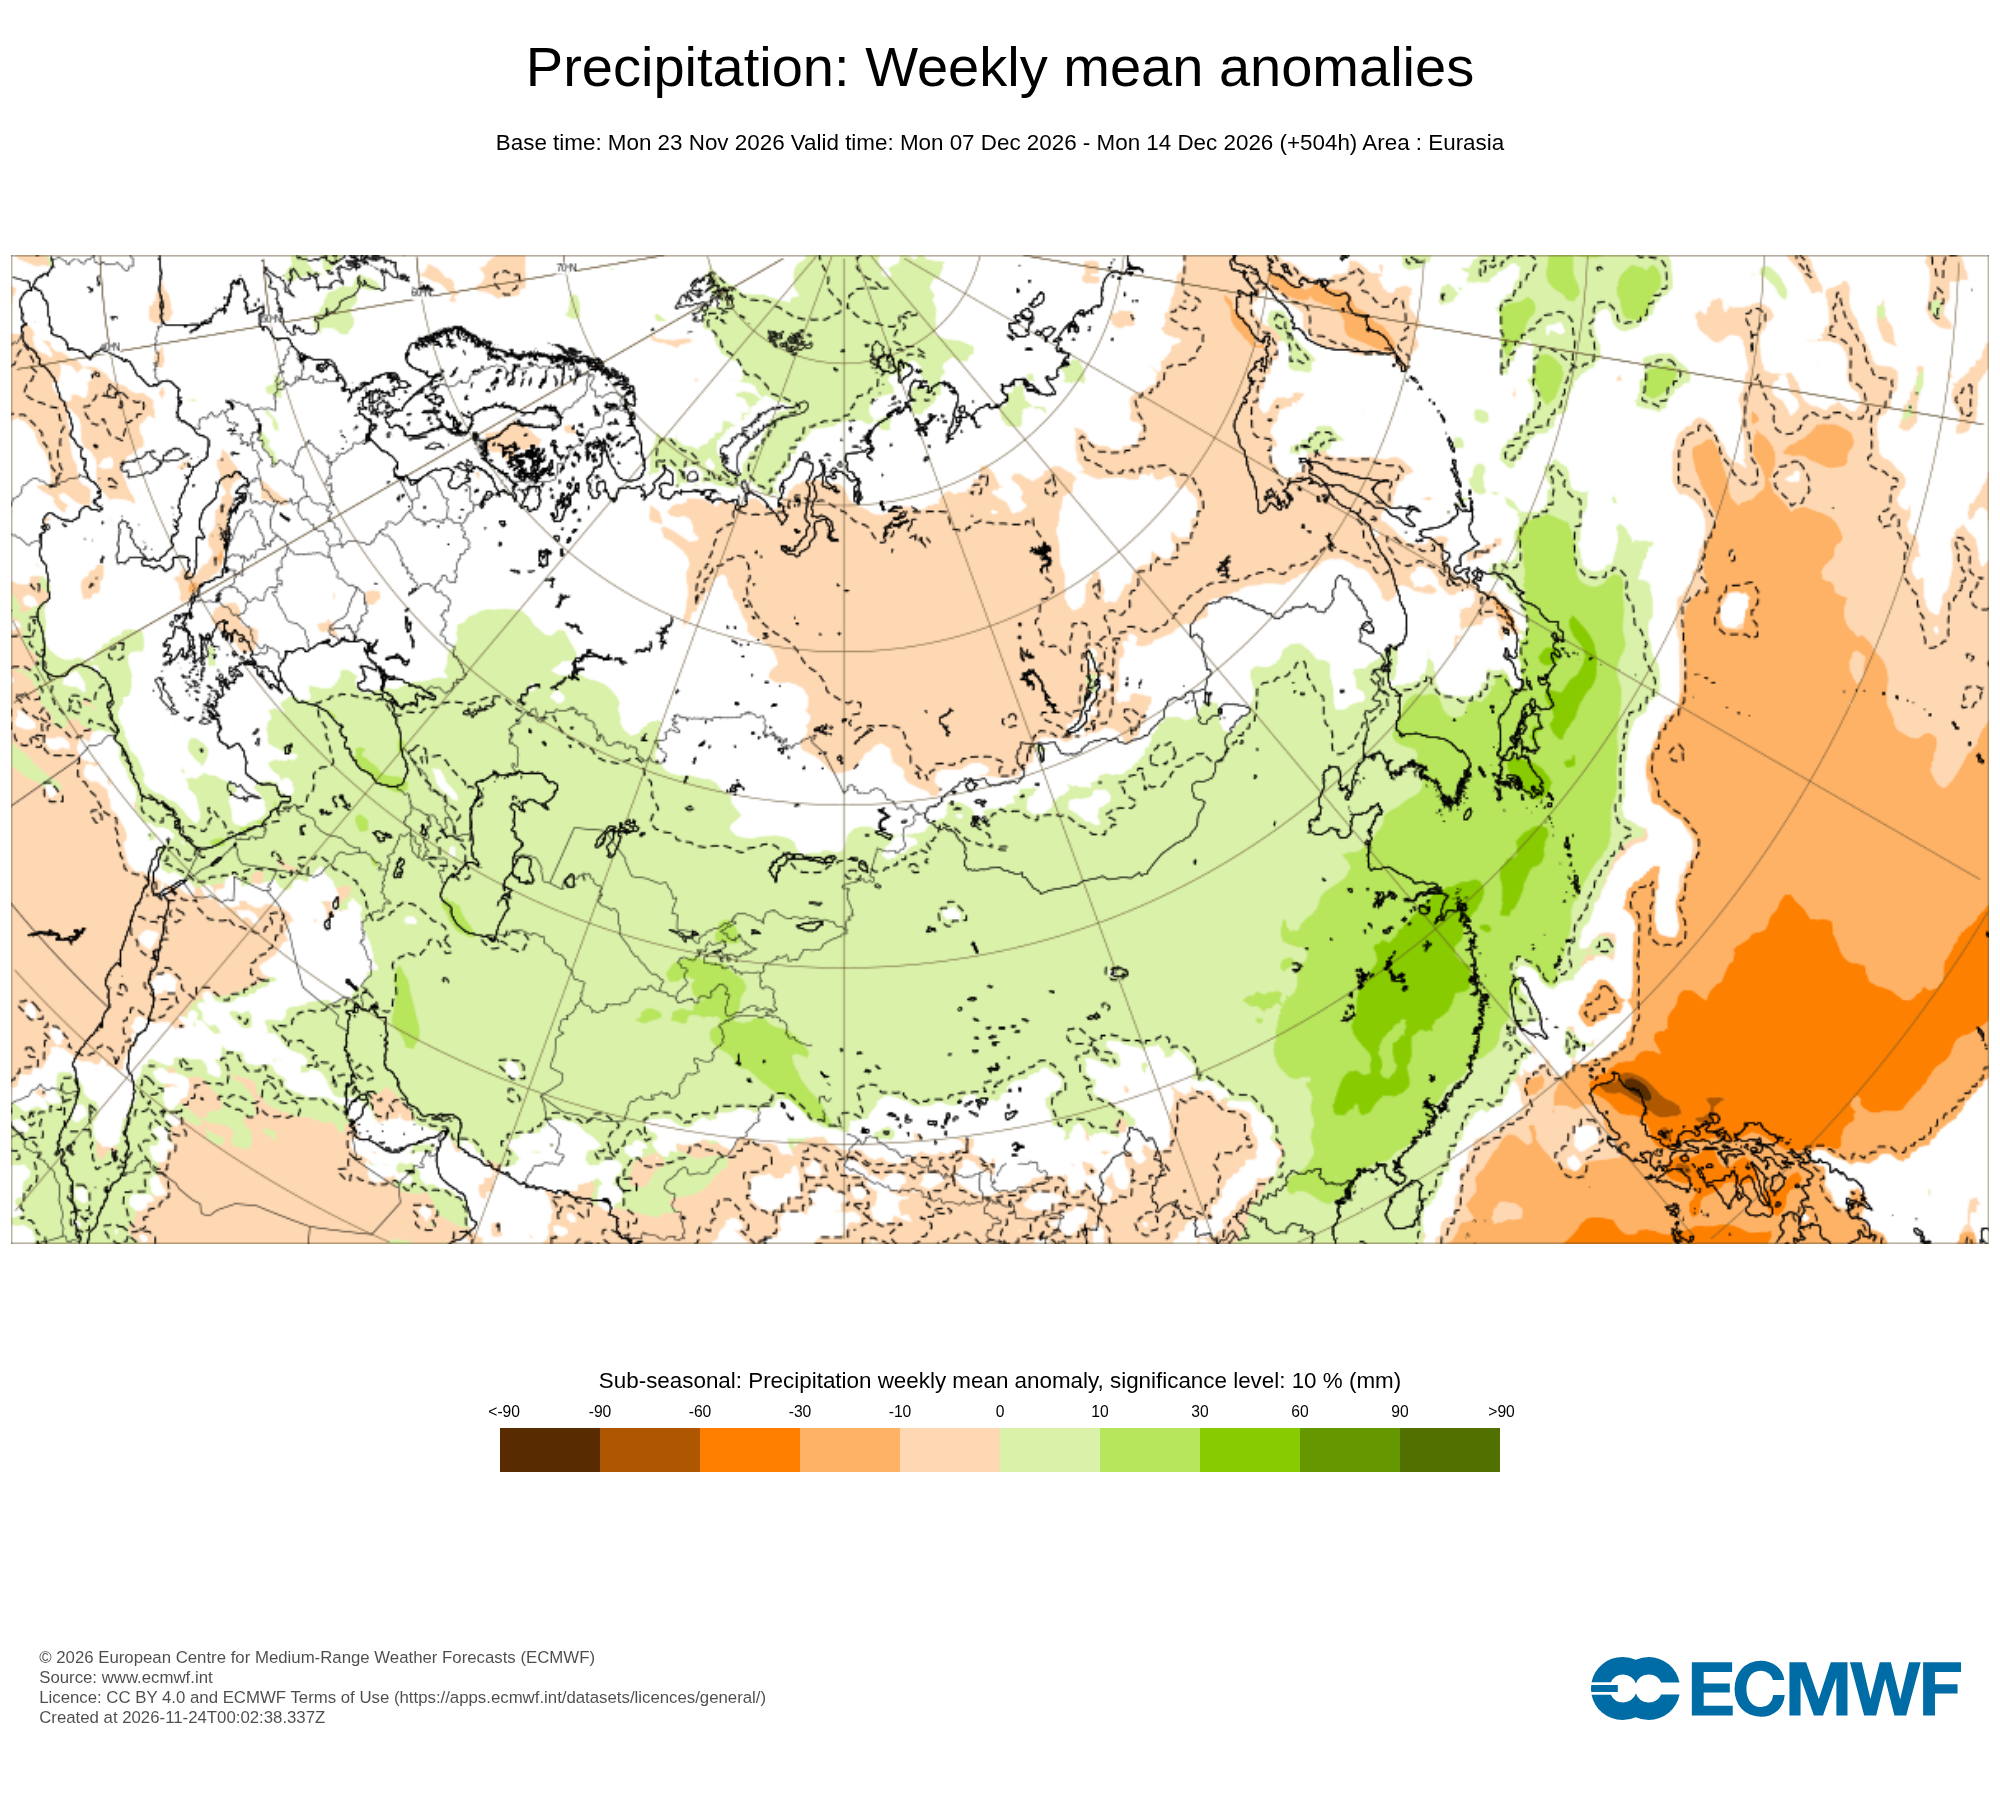 Precipitation: Weekly mean anomalies
Base time: Mon 23 Nov 2026 Valid time: Mon 07 Dec 2026 - Mon 14 Dec 2026 (+504h) Area : Eurasia
70°N
60°N
50°N
40°N
Sub-seasonal: Precipitation weekly mean anomaly, significance level: 10 % (mm)
<-90 -90 -60 -30 -10 0 10 30 60 90 >90
© 2026 European Centre for Medium-Range Weather Forecasts (ECMWF)
Source: www.ecmwf.int
Licence: CC BY 4.0 and ECMWF Terms of Use (https://apps.ecmwf.int/datasets/licences/general/)
Created at 2026-11-24T00:02:38.337Z
ECMWF